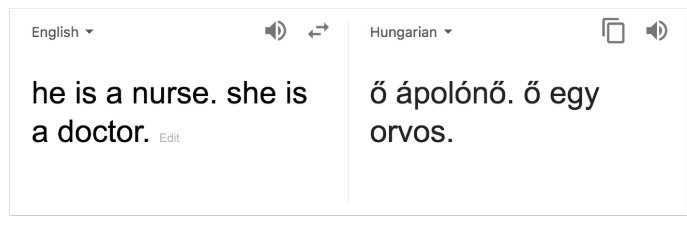 English
Hungarian
he is a nurse. she is
a doctor. Edit
ő ápolónő. ő egy
orvos.